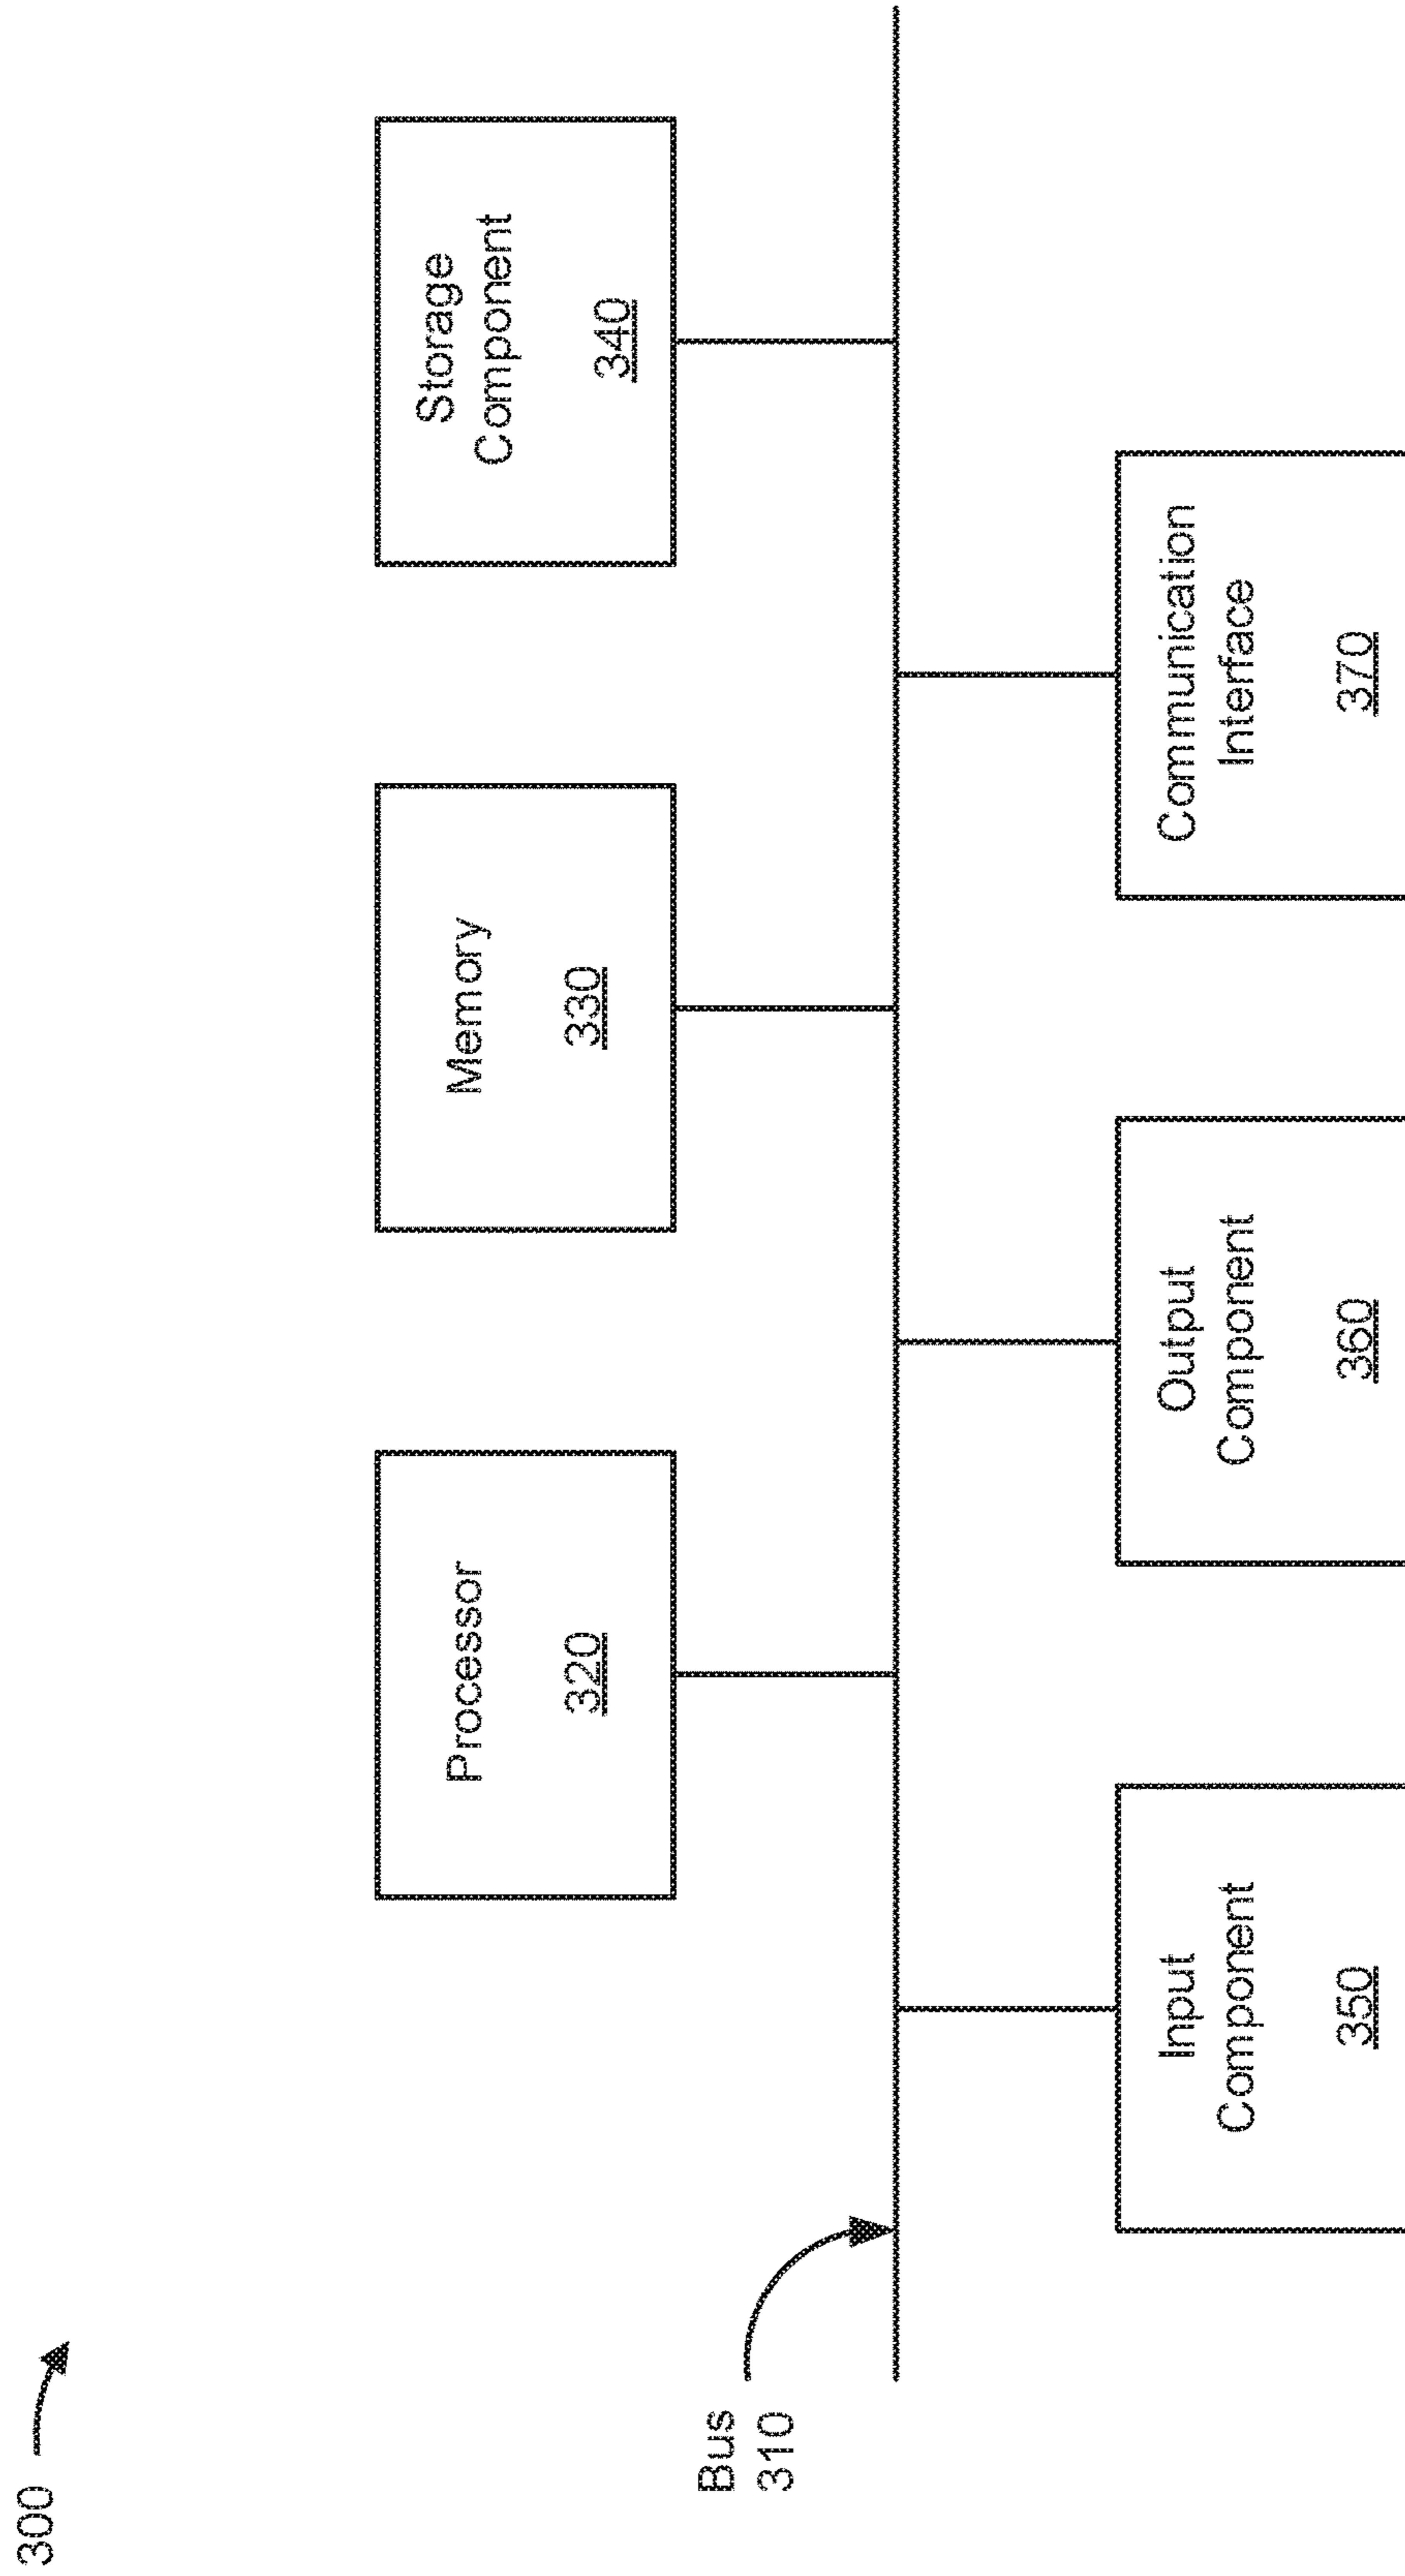 300
Processor
320
Memory
330
Storage
Component
340
Bus
310
Input
Component
350
Output
Component
360
Communication
Interface
370